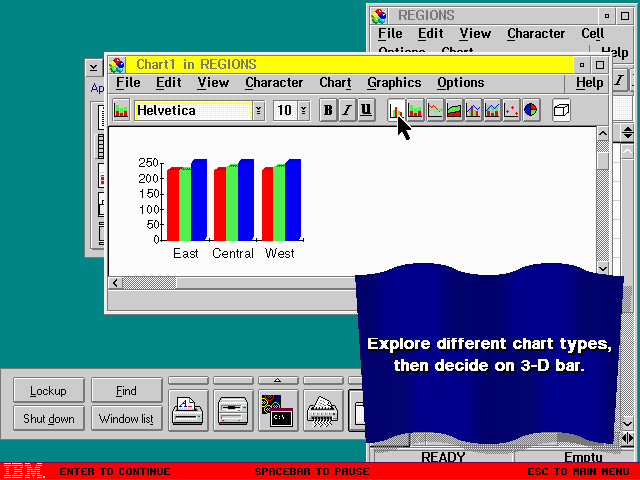 REGIONS
File Edit View Character Cell
Options Chart Help
Chart1 in REGIONS
File Edit View Character Chart Graphics Options Help
Helvetica 10 B I U
I
250
200
150
100
50
0
East Central West
Explore different chart types,
then decide on 3-D bar.
Lockup Find
Shut down Window list
C:\
READY Empty
IBM. ENTER TO CONTINUE SPACEBAR TO PAUSE ESC TO MAIN MENU